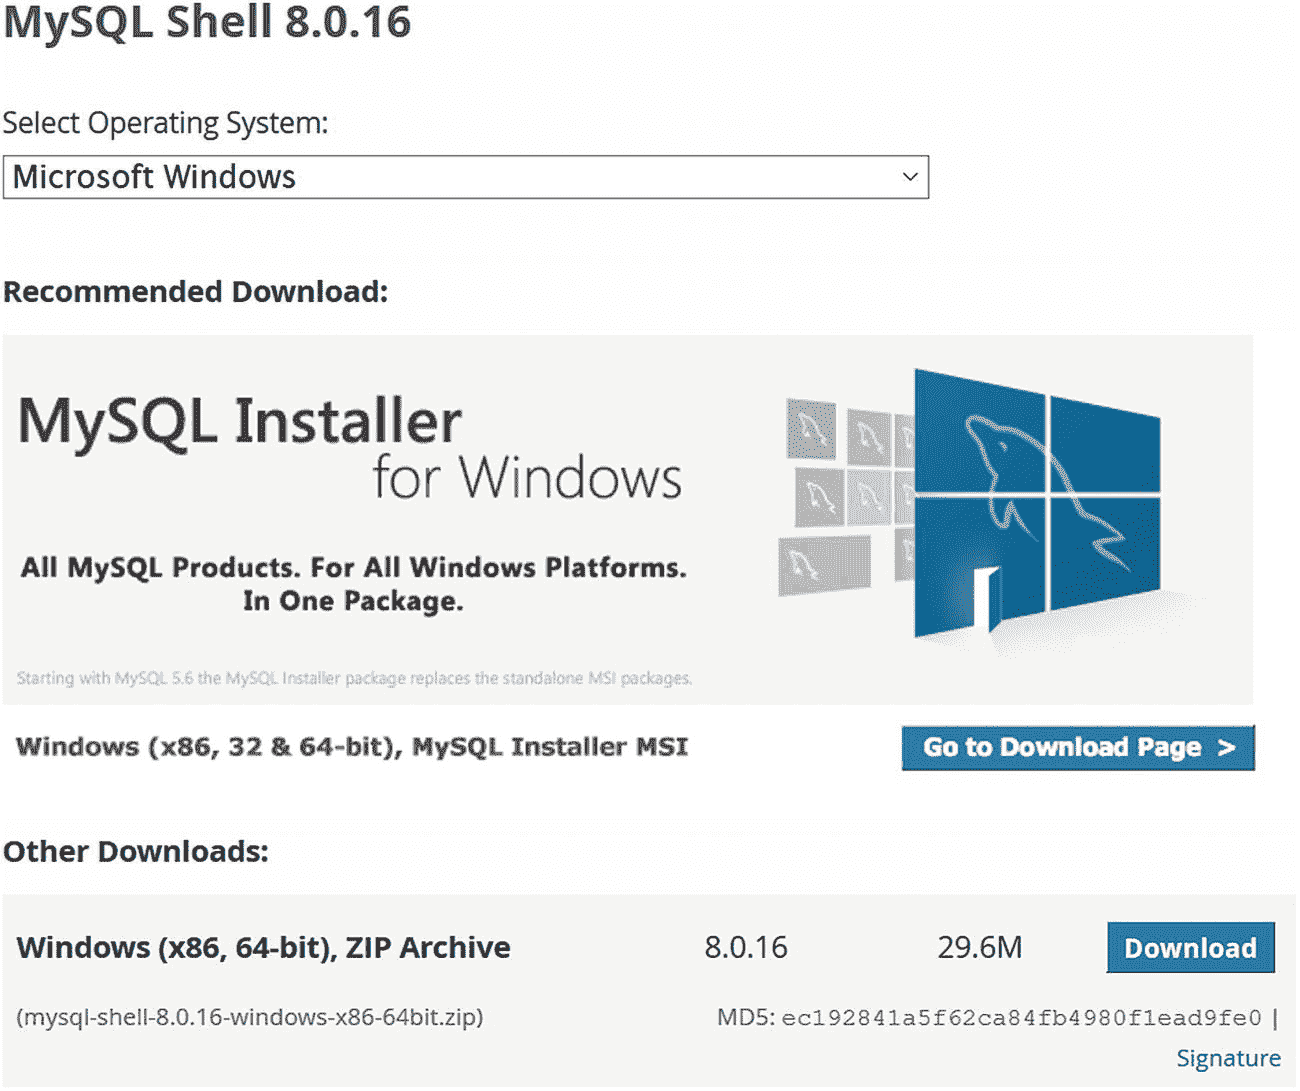 MySQL Shell 8.0.16
Select Operating System:
Microsoft Windows
Recommended Download:
MySQL Installer
for Windows
All MySQL Products. For All Windows Platforms.
In One Package.
Starting with MySQL 5.6 the MySQL Installer package replaces the standalone MSI packages.
Windows (x86, 32 & 64-bit), MySQL Installer MSI Go to Download Page >
Other Downloads:
Windows (x86, 64-bit), ZIP Archive 8.0.16 29.6M Download
(mysql-shell-8.0.16-windows-x86-64bit.zip) MD5: ec192841a5f62ca84fb4980f1ead9fe0 |
Signature